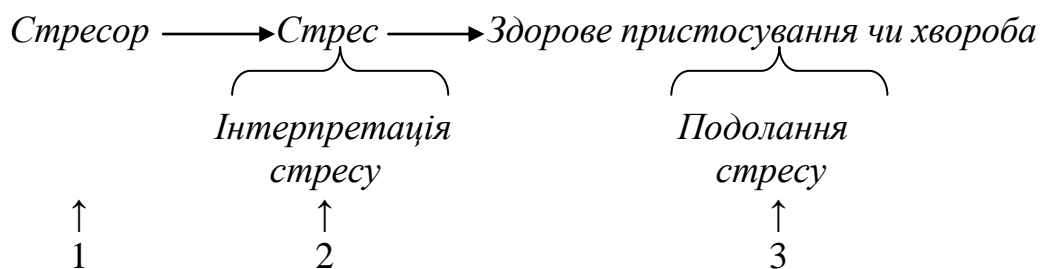 Стресор Стрес Здорове пристосування чи хвороба
Інтерпретація Подолання
стресу стресу
↑ ↑ ↑
1 2 3